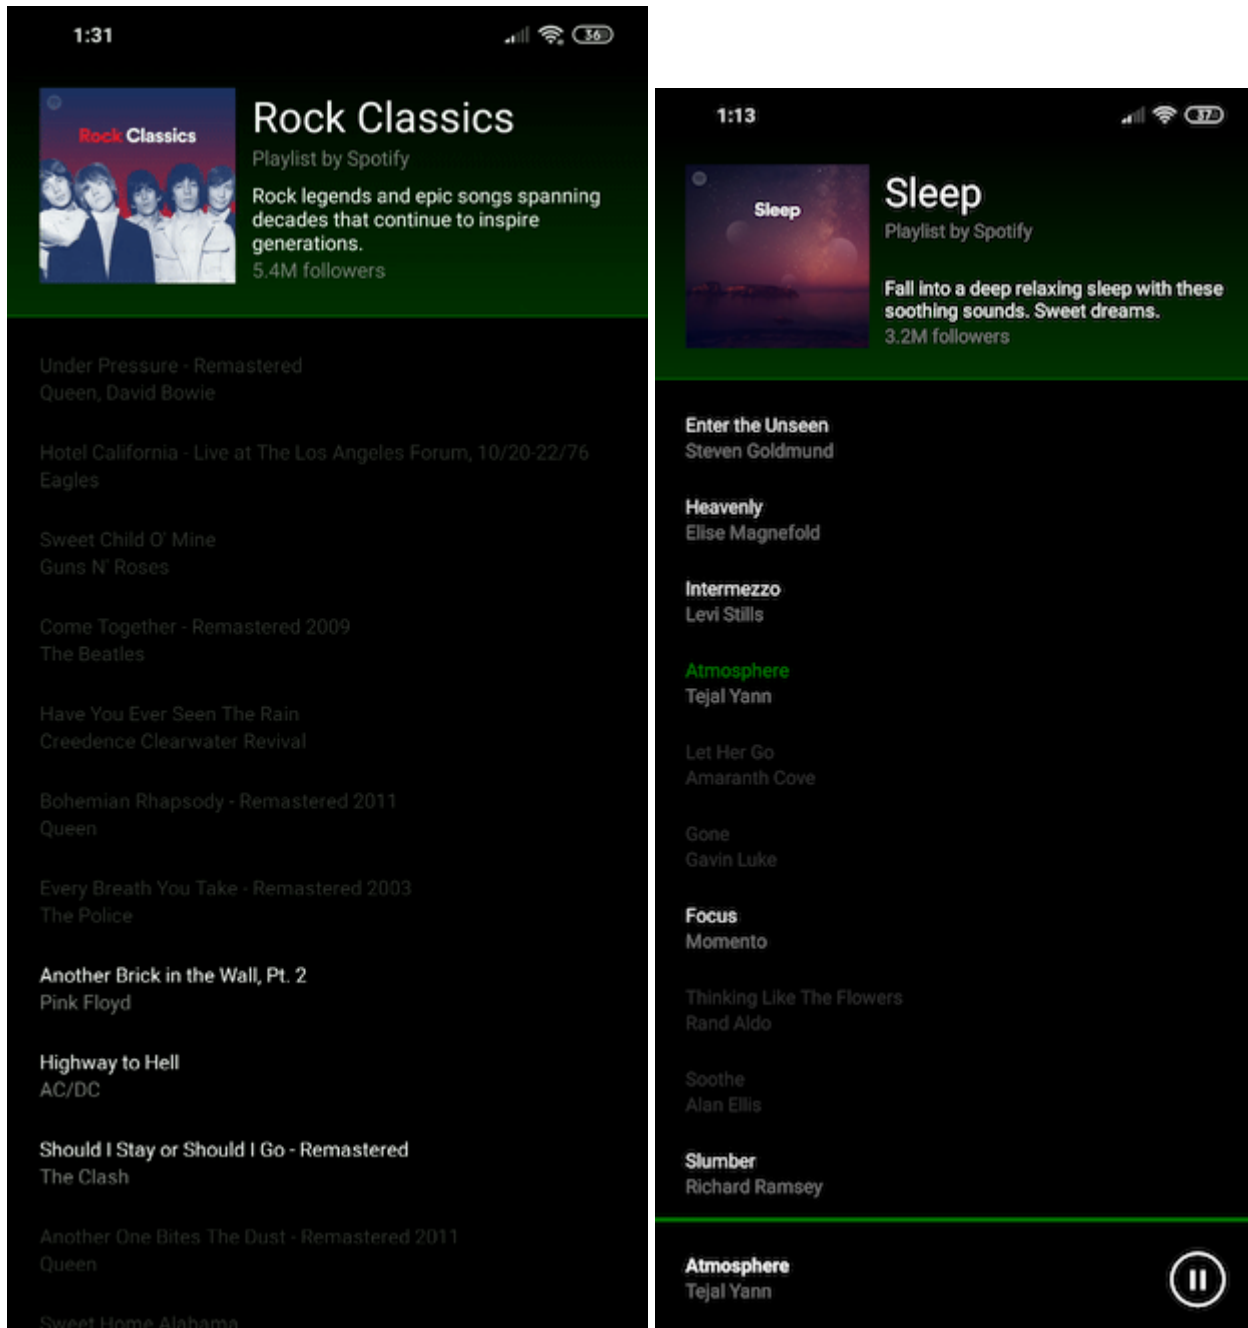 1:31
36
Rock Classics
Rock Classics
Playlist by Spotify
Rock legends and epic songs spanning
decades that continue to inspire
generations.
5.4M followers
Under Pressure - Remastered
Queen, David Bowie
Hotel California - Live at The Los Angeles Forum, 10/20-22/76
Eagles
Sweet Child O' Mine
Guns N' Roses
Come Together - Remastered 2009
The Beatles
Have You Ever Seen The Rain
Creedence Clearwater Revival
Bohemian Rhapsody - Remastered 2011
Queen
Every Breath You Take - Remastered 2003
The Police
Another Brick in the Wall, Pt. 2
Pink Floyd
Highway to Hell
AC/DC
Should I Stay or Should I Go - Remastered
The Clash
Another One Bites The Dust - Remastered 2011
Queen
Sweet Home Alabama
1:13
37
Sleep
Sleep
Playlist by Spotify
Fall into a deep relaxing sleep with these
soothing sounds. Sweet dreams.
3.2M followers
Enter the Unseen
Steven Goldmund
Heavenly
Elise Magnefold
Intermezzo
Levi Stills
Atmosphere
Tejal Yann
Let Her Go
Amaranth Cove
Gone
Gavin Luke
Focus
Momento
Thinking Like The Flowers
Rand Aldo
Soothe
Alan Ellis
Slumber
Richard Ramsey
Atmosphere
Tejal Yann